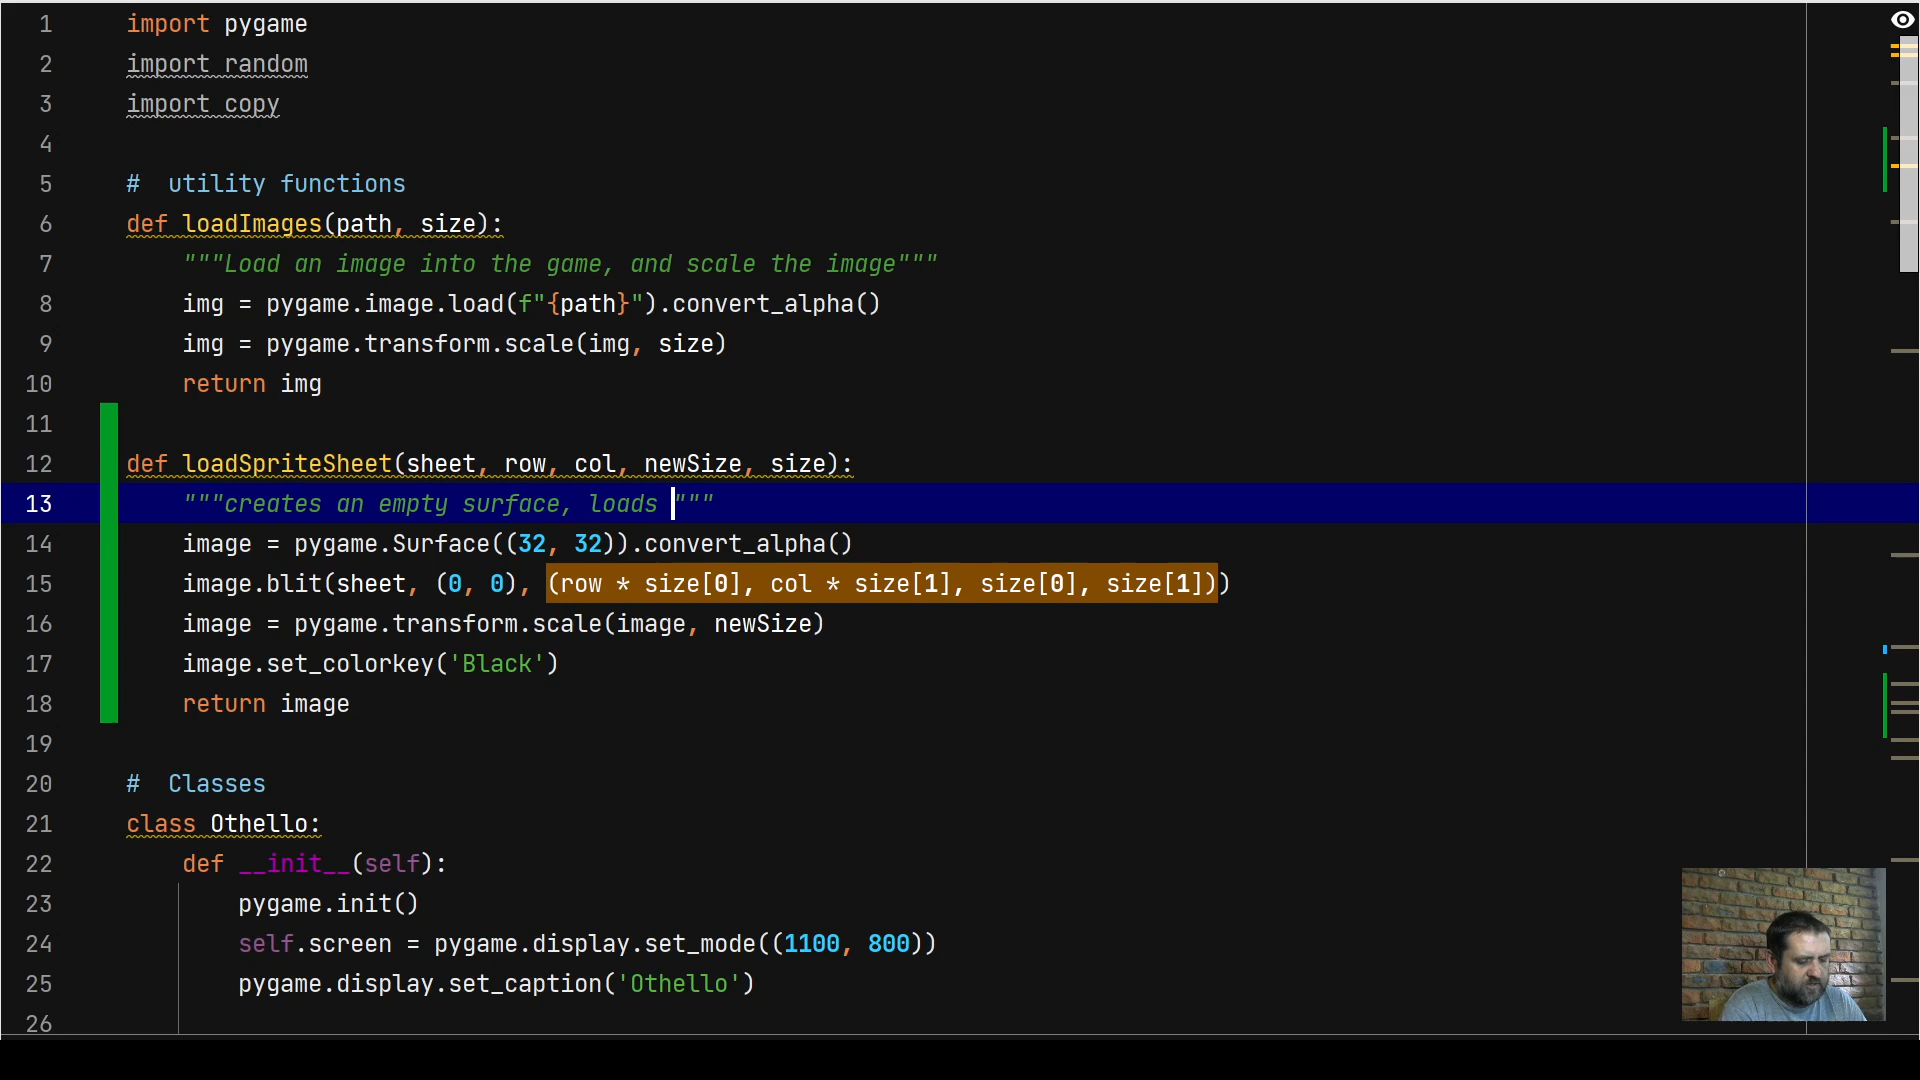 1 import pygame
2 import random
3 import copy
4
5 #  utility functions
6 def loadImages(path, size):
7     """Load an image into the game, and scale the image"""
8     img = pygame.image.load(f"{path}").convert_alpha()
9     img = pygame.transform.scale(img, size)
10     return img
11
12 def loadSpriteSheet(sheet, row, col, newSize, size):
13     """creates an empty surface, loads """
14     image = pygame.Surface((32, 32)).convert_alpha()
15     image.blit(sheet, (0, 0), (row * size[0], col * size[1], size[0], size[1]))
16     image = pygame.transform.scale(image, newSize)
17     image.set_colorkey('Black')
18     return image
19
20 #  Classes
21 class Othello:
22     def __init__(self):
23         pygame.init()
24         self.screen = pygame.display.set_mode((1100, 800))
25         pygame.display.set_caption('Othello')
26